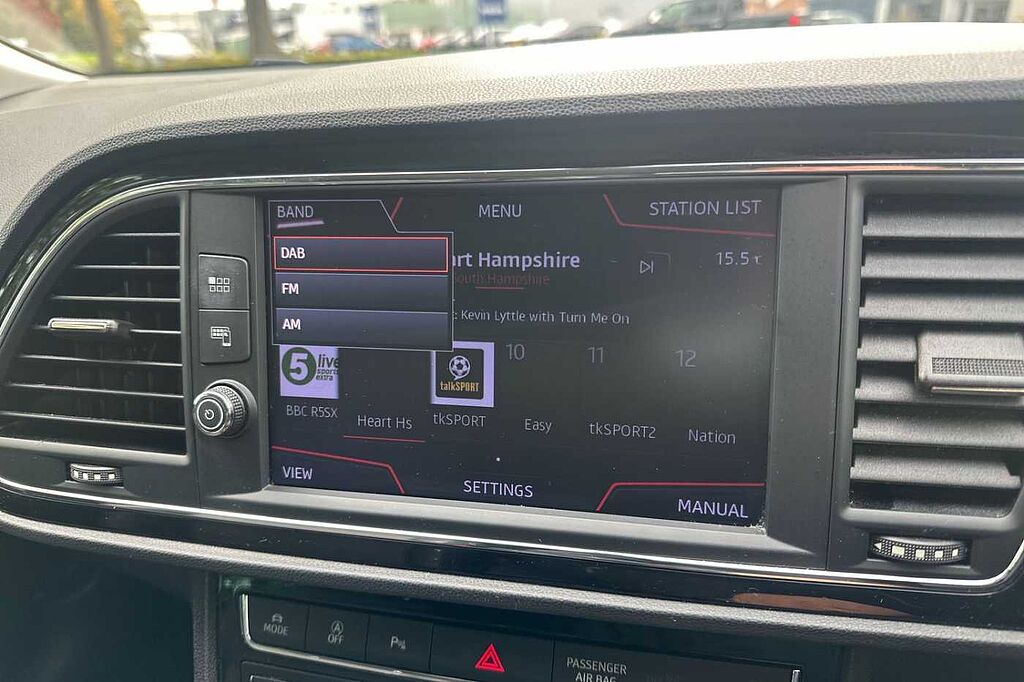 BAND
MENU
STATION LIST
DAB
FM
AM
art Hampshire
South Hampshire
15.5 c
: Kevin Lyttle with Turn Me On
5 live
sports
extra
talkSPORT
10
11
12
BBC R5SX
Heart Hs
tkSPORT
Easy
tkSPORT2
Nation
VIEW
SETTINGS
MANUAL
MODE
A
OFF
P
PASSENGER
AIR BAG